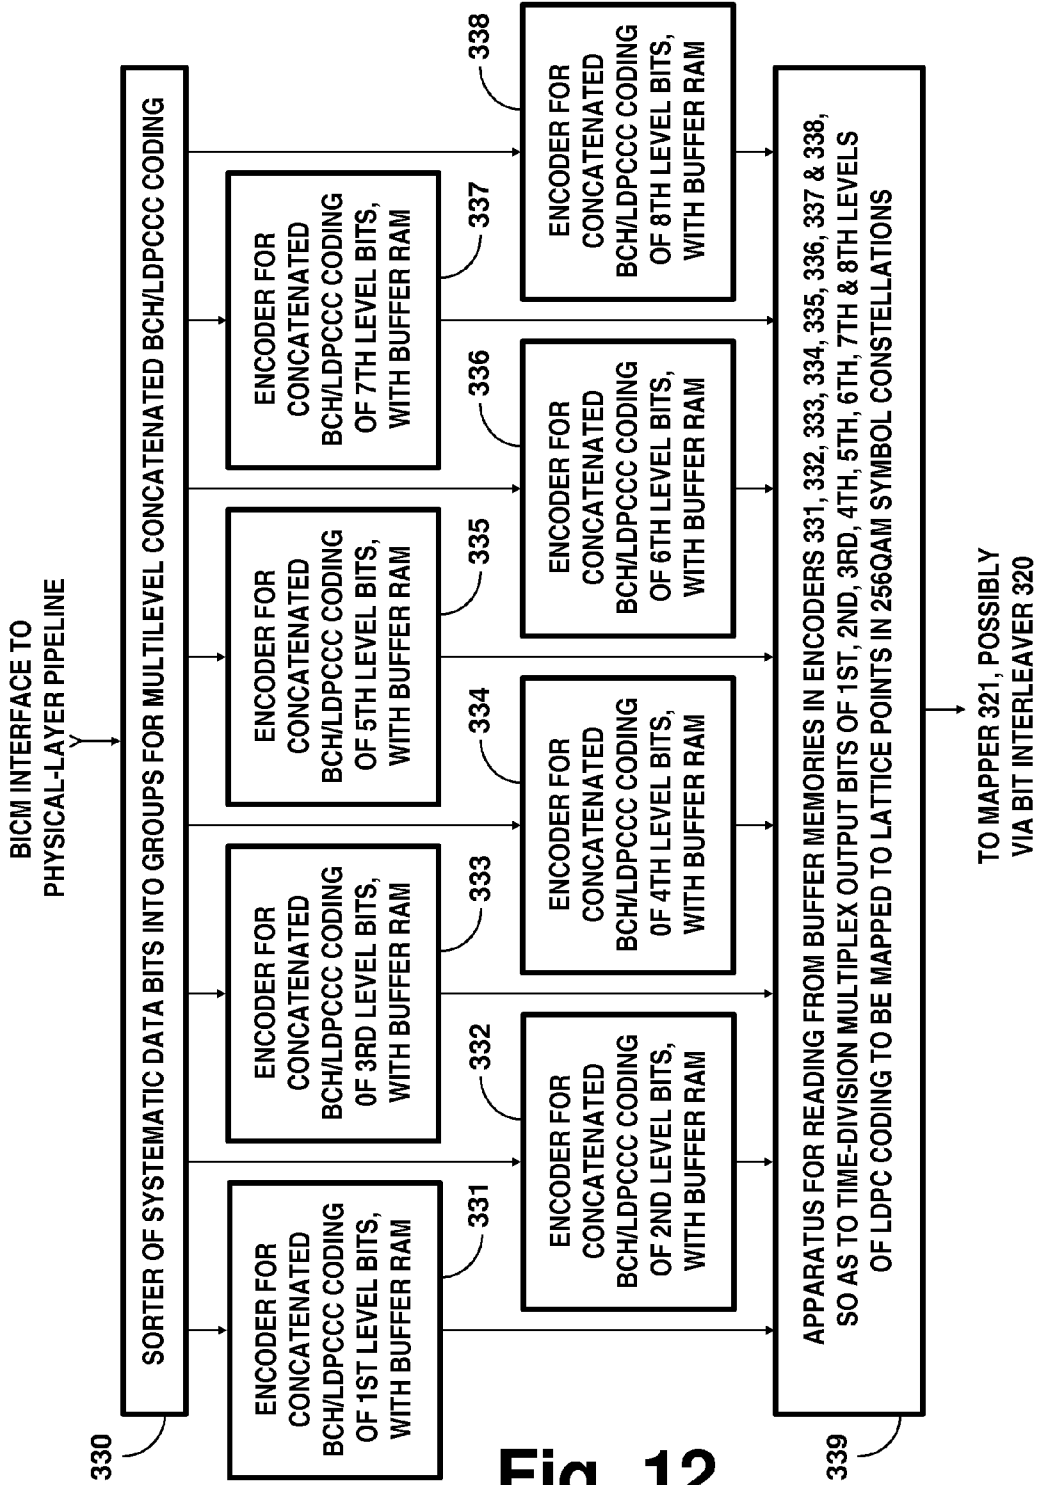 BICM INTERFACE TO
PHYSICAL-LAYER PIPELINE
330
SORTER OF SYSTEMATIC DATA BITS INTO GROUPS FOR MULTILEVEL CONCATENATED BCH/LDPCCC CODING
ENCODER FOR
CONCATENATED
BCH/LDPCCC CODING
OF 1ST LEVEL BITS,
WITH BUFFER RAM
331
ENCODER FOR
CONCATENATED
BCH/LDPCCC CODING
0F 3RD LEVEL BITS,
WITH BUFFER RAM
333
ENCODER FOR
CONCATENATED
BCH/LDPCCC CODING
OF 5TH LEVEL BITS,
WITH BUFFER RAM
335
ENCODER FOR
CONCATENATED
BCH/LDPCCC CODING
OF 7TH LEVEL BITS,
WITH BUFFER RAM
337
ENCODER FOR
CONCATENATED
BCH/LDPCCC CODING
OF 2ND LEVEL BITS,
WITH BUFFER RAM
332
ENCODER FOR
CONCATENATED
BCH/LDPCCC CODING
0F 4TH LEVEL BITS,
WITH BUFFER RAM
334
ENCODER FOR
CONCATENATED
BCH/LDPCCC CODING
OF 6TH LEVEL BITS,
WITH BUFFER RAM
336
ENCODER FOR
CONCATENATED
BCH/LDPCCC CODING
OF 8TH LEVEL BITS,
WITH BUFFER RAM
338
APPARATUS FOR READING FROM BUFFER MEMORIES IN ENCODERS 331, 332, 333, 334, 335, 336, 337 & 338,
SO AS TO TIME-DIVISION MULTIPLEX OUTPUT BITS OF 1ST, 2ND, 3RD, 4TH, 5TH, 6TH, 7TH & 8TH LEVELS
OF LDPC CODING TO BE MAPPED TO LATTICE POINTS IN 256QAM SYMBOL CONSTELLATIONS
339
TO MAPPER 321, POSSIBLY
VIA BIT INTERLEAVER 320
Fig. 12